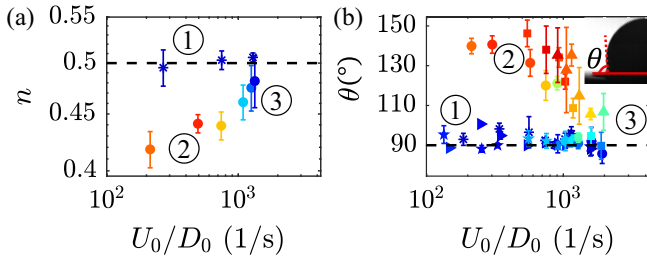 (a)
n
0.55
0.5
0.45
0.4
①
②
③
10²
10³
U₀/D₀ (1/s)
(b)
θ(°)
150
130
110
90
70
①
②
③
θ
10²
10³
U₀/D₀ (1/s)